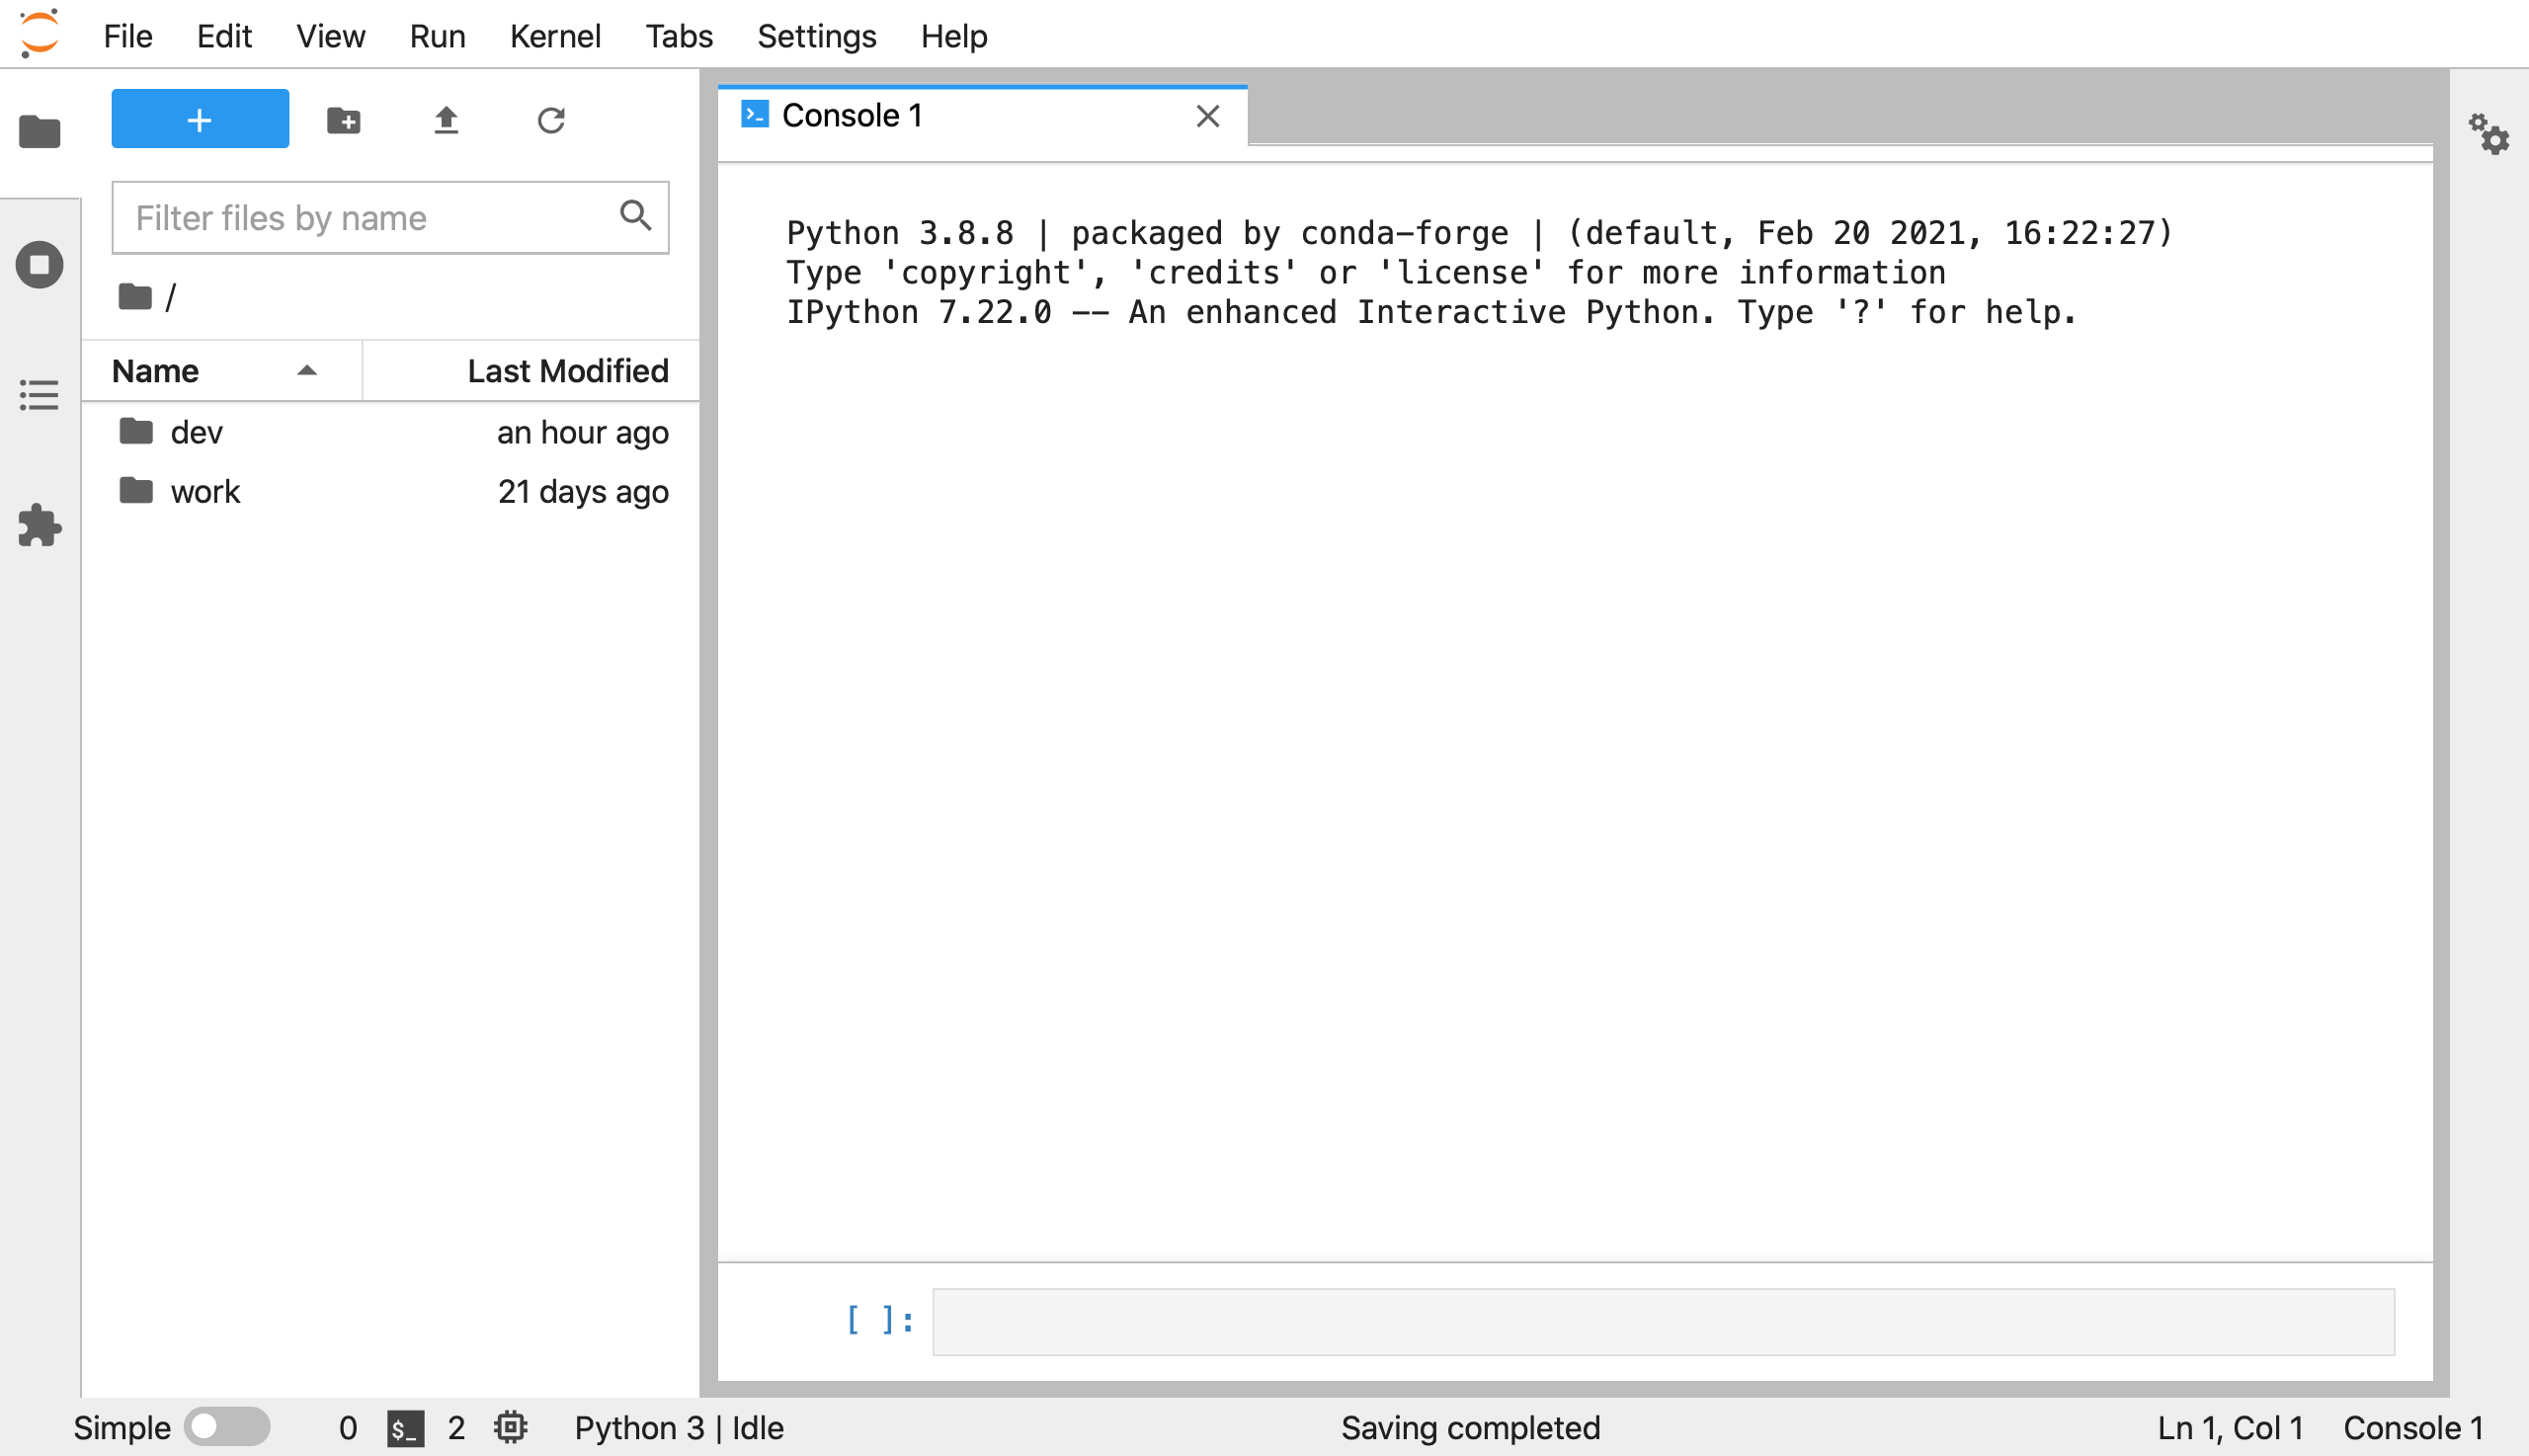 File Edit View Run Kernel Tabs Settings Help
+
Filter files by name
/
Name Last Modified
dev an hour ago
work 21 days ago
Console 1
Python 3.8.8 | packaged by conda-forge | (default, Feb 20 2021, 16:22:27)
Type 'copyright', 'credits' or 'license' for more information
IPython 7.22.0 -- An enhanced Interactive Python. Type '?' for help.
[ ]:
Simple 0 $_ 2 Python 3 | Idle Saving completed Ln 1, Col 1 Console 1